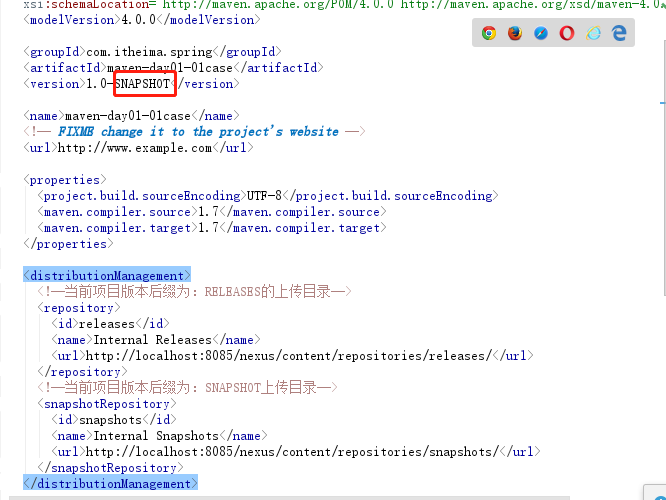 xsi:schemaLocation="http://maven.apache.org/POM/4.0.0 http://maven.apache.org/xsd/maven-4.0.
<modelVersion>4.0.0</modelVersion>
<groupId>com.itheima.spring</groupId>
<artifactId>maven-day01-01case</artifactId>
<version>1.0-SNAPSHOT</version>
<name>maven-day01-01case</name>
<!-- FIXME change it to the project's website -->
<url>http://www.example.com</url>
<properties>
<project.build.sourceEncoding>UTF-8</project.build.sourceEncoding>
<maven.compiler.source>1.7</maven.compiler.source>
<maven.compiler.target>1.7</maven.compiler.target>
</properties>
<distributionManagement>
<!--当前项目版本后缀为：RELEASES的上传目录-->
<repository>
<id>releases</id>
<name>Internal Releases</name>
<url>http://localhost:8085/nexus/content/repositories/releases/</url>
</repository>
<!--当前项目版本后缀为：SNAPSHOT上传目录-->
<snapshotRepository>
<id>snapshots</id>
<name>Internal Snapshots</name>
<url>http://localhost:8085/nexus/content/repositories/snapshots/</url>
</snapshotRepository>
</distributionManagement>